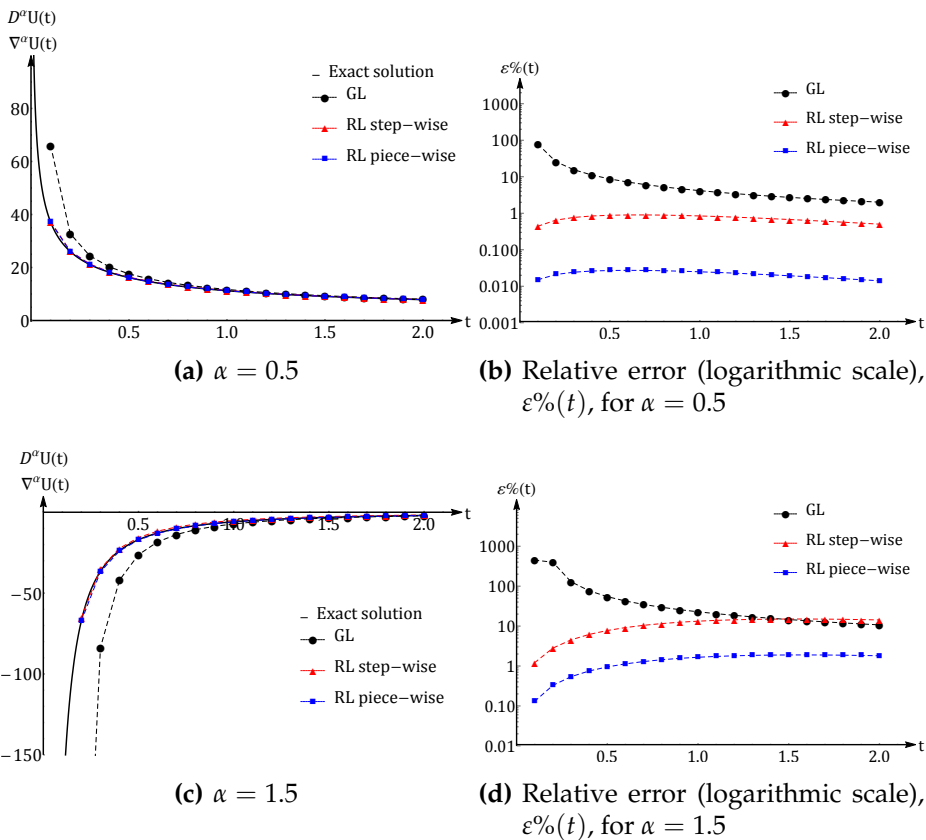 DᵅU(t)
∇ᵅU(t)
80
60
40
20
0
0.5
1.0
1.5
2.0
t
– Exact solution
GL
RL step−wise
RL piece−wise
(a) α = 0.5
ε%(t)
1000
100
10
1
0.10
0.010
0.001
0.5
1.0
1.5
2.0
t
GL
RL step−wise
RL piece−wise
(b) Relative error (logarithmic scale),
ε%(t), for α = 0.5
DᵅU(t)
∇ᵅU(t)
0.5
1.0
1.5
2.0
t
−50
−100
−150
– Exact solution
GL
RL step−wise
RL piece−wise
(c) α = 1.5
ε%(t)
1000
100
10
1
0.10
0.01
0.5
1.0
1.5
2.0
t
GL
RL step−wise
RL piece−wise
(d) Relative error (logarithmic scale),
ε%(t), for α = 1.5